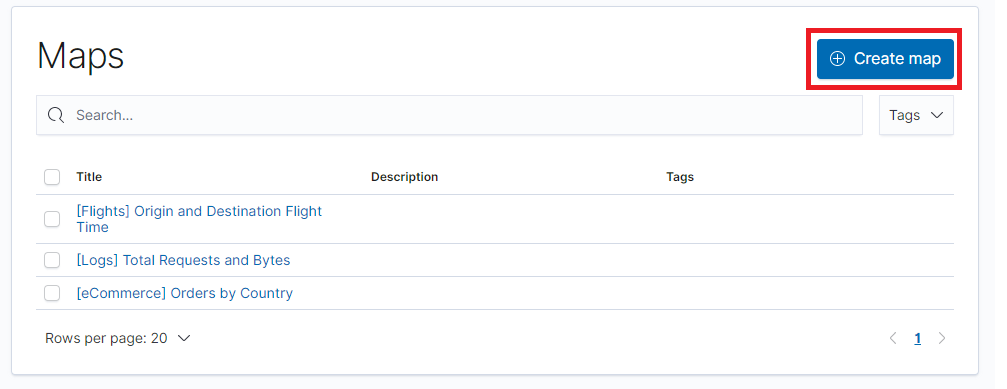 Maps
Create map
Search...
Tags
Title Description Tags
[Flights] Origin and Destination Flight
Time
[Logs] Total Requests and Bytes
[eCommerce] Orders by Country
Rows per page: 20
1